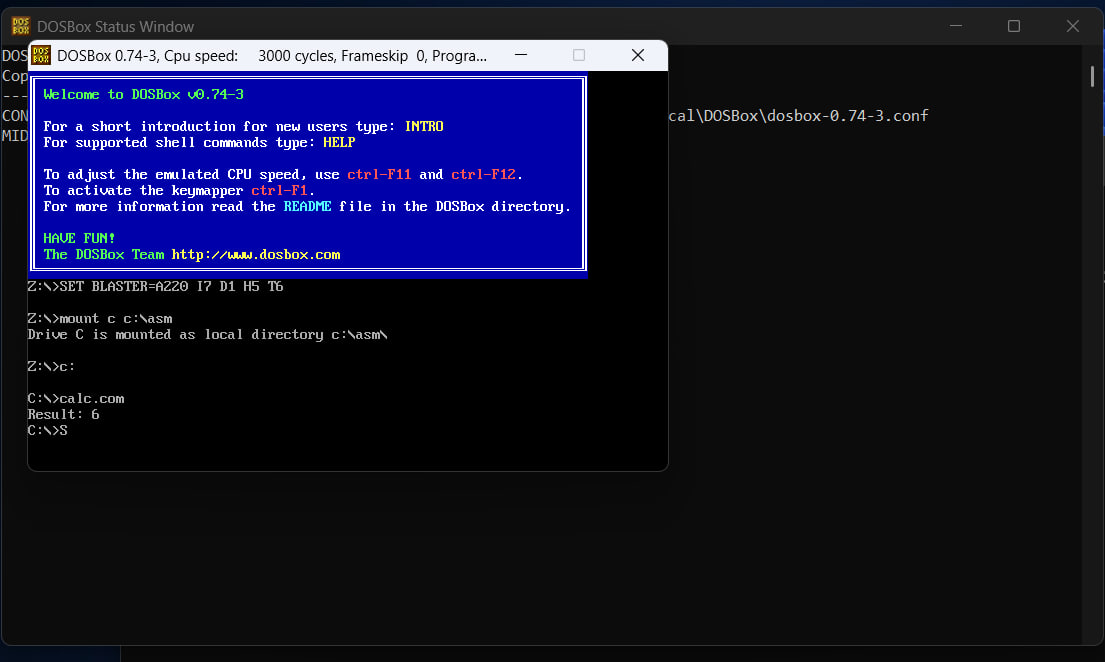 DOSBox Status Window
DOSBox 0.74-3, Cpu speed: 3000 cycles, Frameskip 0, Progra...
DOS
Cop
---
CON
cal\DOSBox\dosbox-0.74-3.conf
MID
Welcome to DOSBox v0.74-3
For a short introduction for new users type: INTRO
For supported shell commands type: HELP
To adjust the emulated CPU speed, use ctrl-F11 and ctrl-F12.
To activate the keymapper ctrl-F1.
For more information read the README file in the DOSBox directory.
HAVE FUN!
The DOSBox Team http://www.dosbox.com
Z:\>SET BLASTER=A220 I7 D1 H5 T6
Z:\>mount c c:\asm
Drive C is mounted as local directory c:\asm\
Z:\>c:
C:\>calc.com
Result: 6
C:\>S